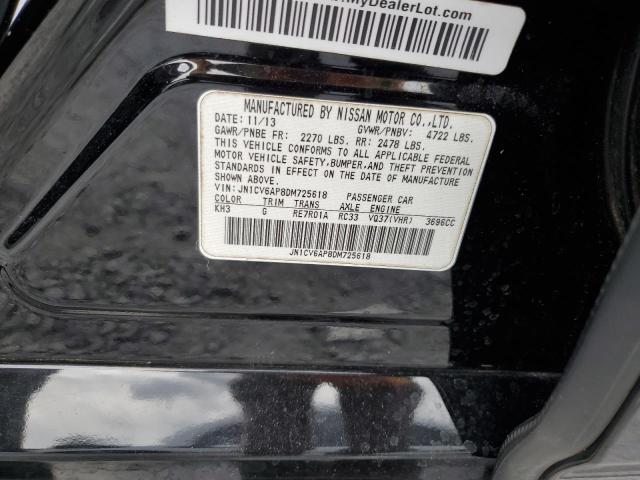 MyDealerLot.com
MANUFACTURED BY NISSAN MOTOR CO.,LTD.
DATE: 11/13 GVWR/PNBV: 4722 LBS.
GAWR/PNBE FR: 2270 LBS. RR: 2478 LBS.
THIS VEHICLE CONFORMS TO ALL APPLICABLE FEDERAL
MOTOR VEHICLE SAFETY,BUMPER,AND THEFT PREVENTION
STANDARDS IN EFFECT ON THE DATE OF MANUFACTURE
SHOWN ABOVE.
VIN: JN1CV6AP8DM725618 PASSENGER CAR
COLOR TRIM TRANS AXLE ENGINE
KH3 G RE7R01A RC33 VQ37(VHR) 3696CC
JN1CV6AP8DM725618